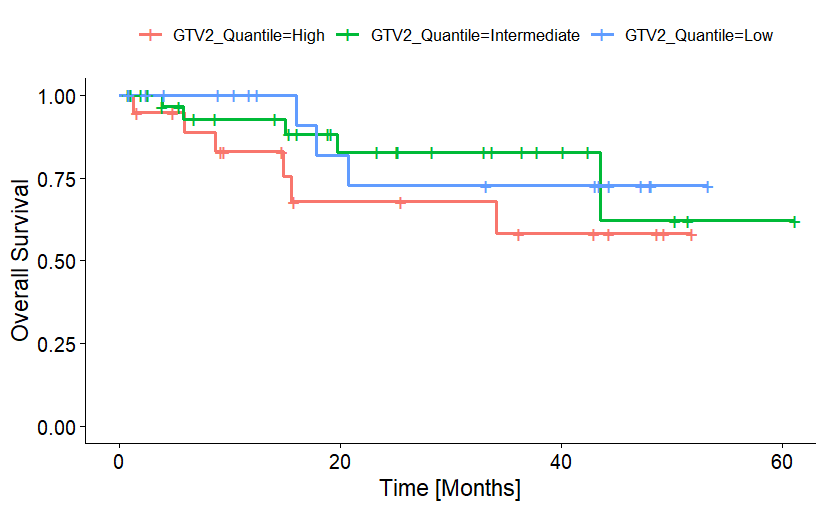 GTV2_Quantile=High GTV2_Quantile=Intermediate GTV2_Quantile=Low
1.00
0.75
0.50
0.25
0.00
Overall Survival
0 20 40 60
Time [Months]